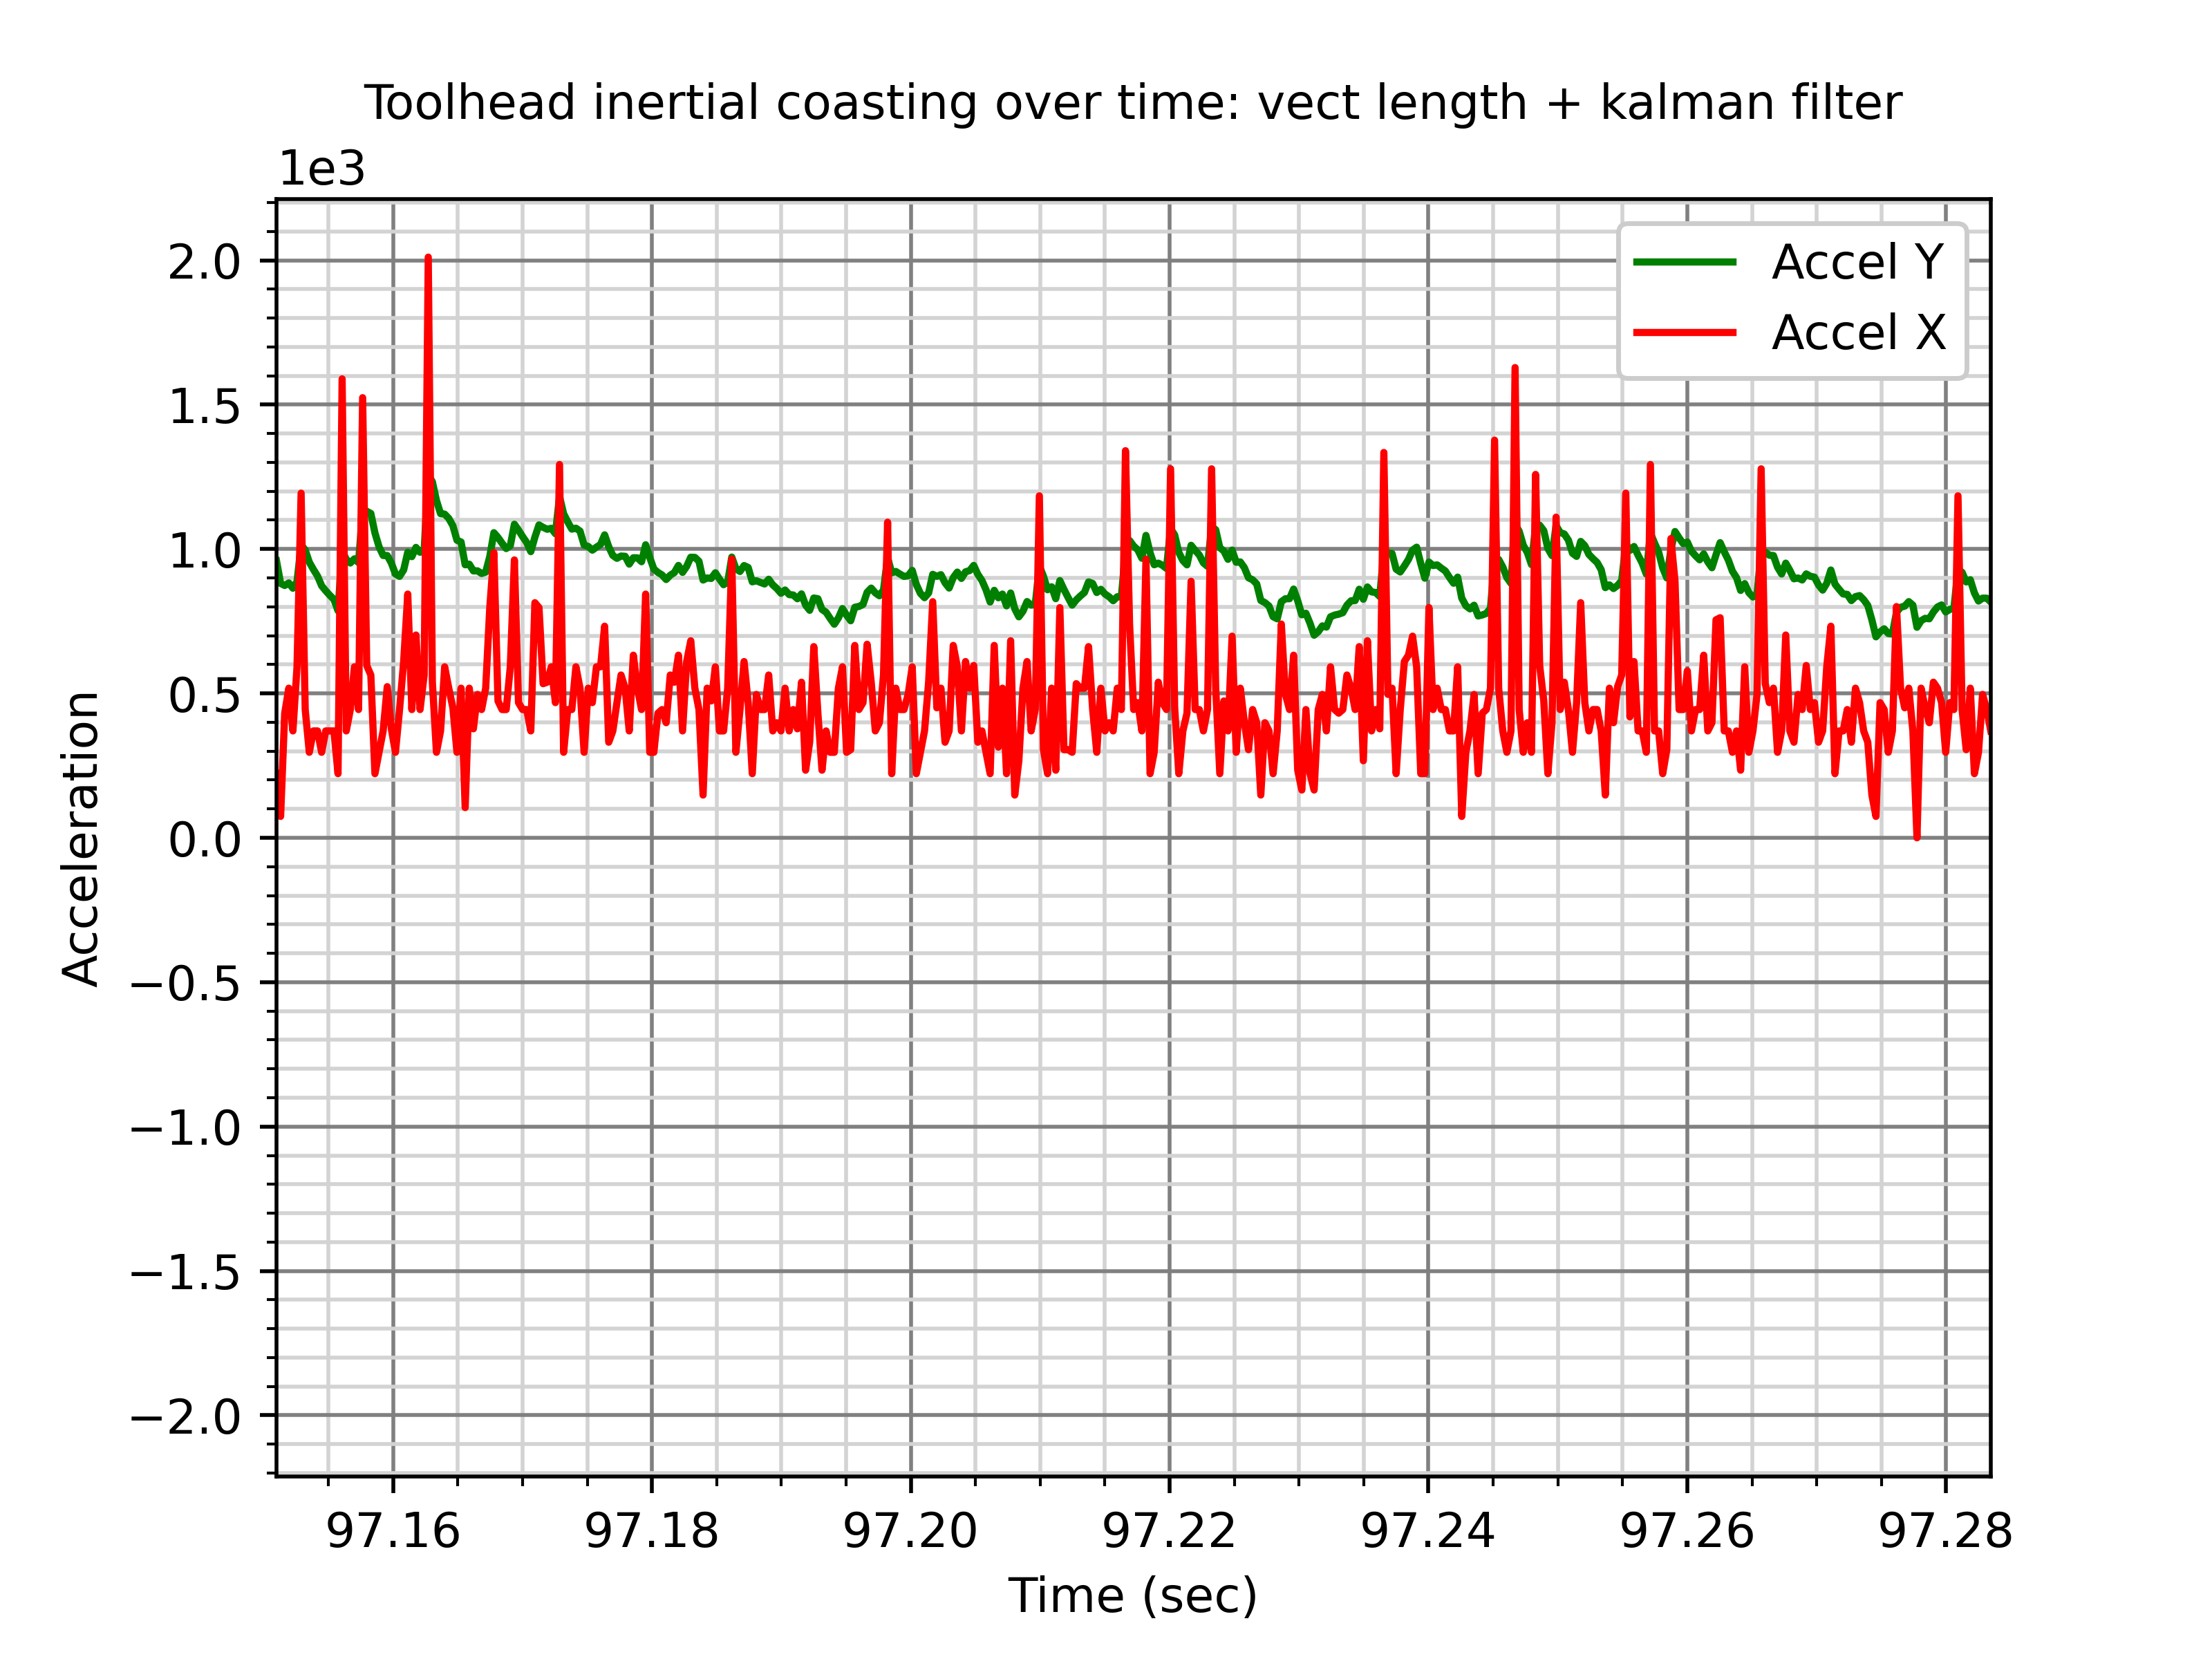 Toolhead inertial coasting over time: vect length + kalman filter
1e3
Accel Y
Accel X
2.0
1.5
1.0
0.5
0.0
−0.5
−1.0
−1.5
−2.0
Acceleration
97.16 97.18 97.20 97.22 97.24 97.26 97.28
Time (sec)